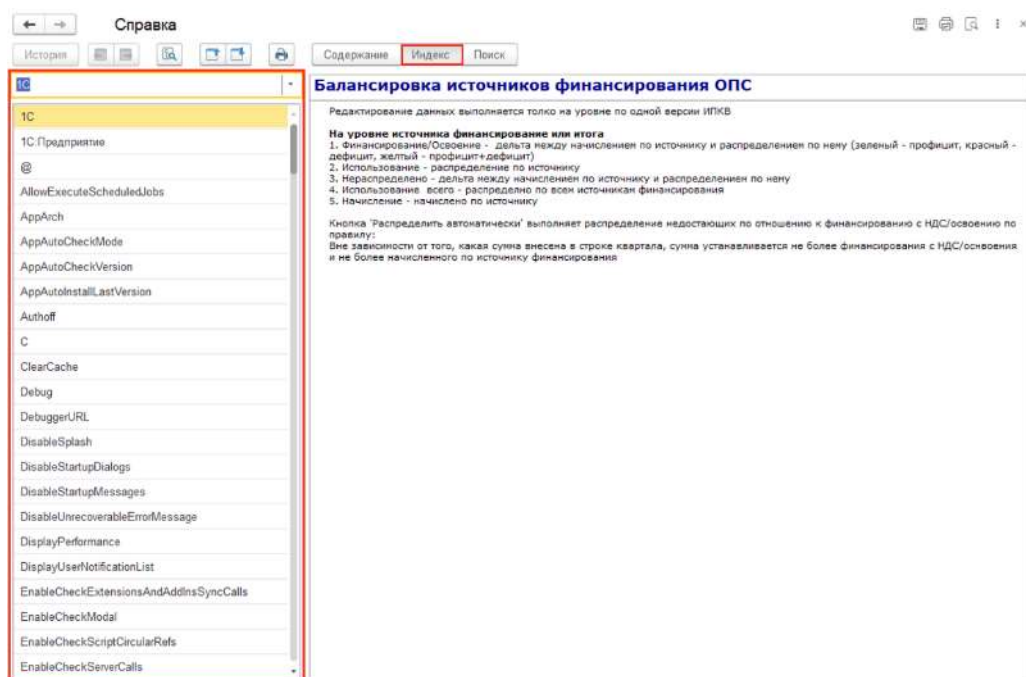 Справка
История
Содержание Индекс Поиск
1С
1С
1С:Предприятие
@
AllowExecuteScheduledJobs
AppArch
AppAutoCheckMode
AppAutoCheckVersion
AppAutoInstallLastVersion
Authoff
C
ClearCache
Debug
DebuggerURL
DisableSplash
DisableStartupDialogs
DisableStartupMessages
DisableUnrecoverableErrorMessage
DisplayPerformance
DisplayUserNotificationList
EnableCheckExtensionsAndAddInsSyncCalls
EnableCheckModal
EnableCheckScriptCircularRefs
EnableCheckServerCalls
Балансировка источников финансирования ОПС
Редактирование данных выполняется толко на уровне по одной версии ИПКВ
На уровне источника финансирование или итога
1. Финансирование/Освоение - дельта между начислением по источнику и распределением по нему (зеленый - профицит, красный -
дефицит, желтый - профицит+дефицит)
2. Использование - распределение по источнику
3. Нераспределено - дельта между начислением по источнику и распределением по нему
4. Использование всего - распределно по всем источникам финансирования
5. Начисление - начислено по источнику
Кнопка 'Распределить автоматически' выполняет распределение недостающих по отношению к финансированию с НДС/освоению по
правилу:
Вне зависимости от того, какая сумма внесена в строке квартала, сумма устанавливается не более финансирования с НДС/оснвоения
и не более начисленного по источнику финансирования